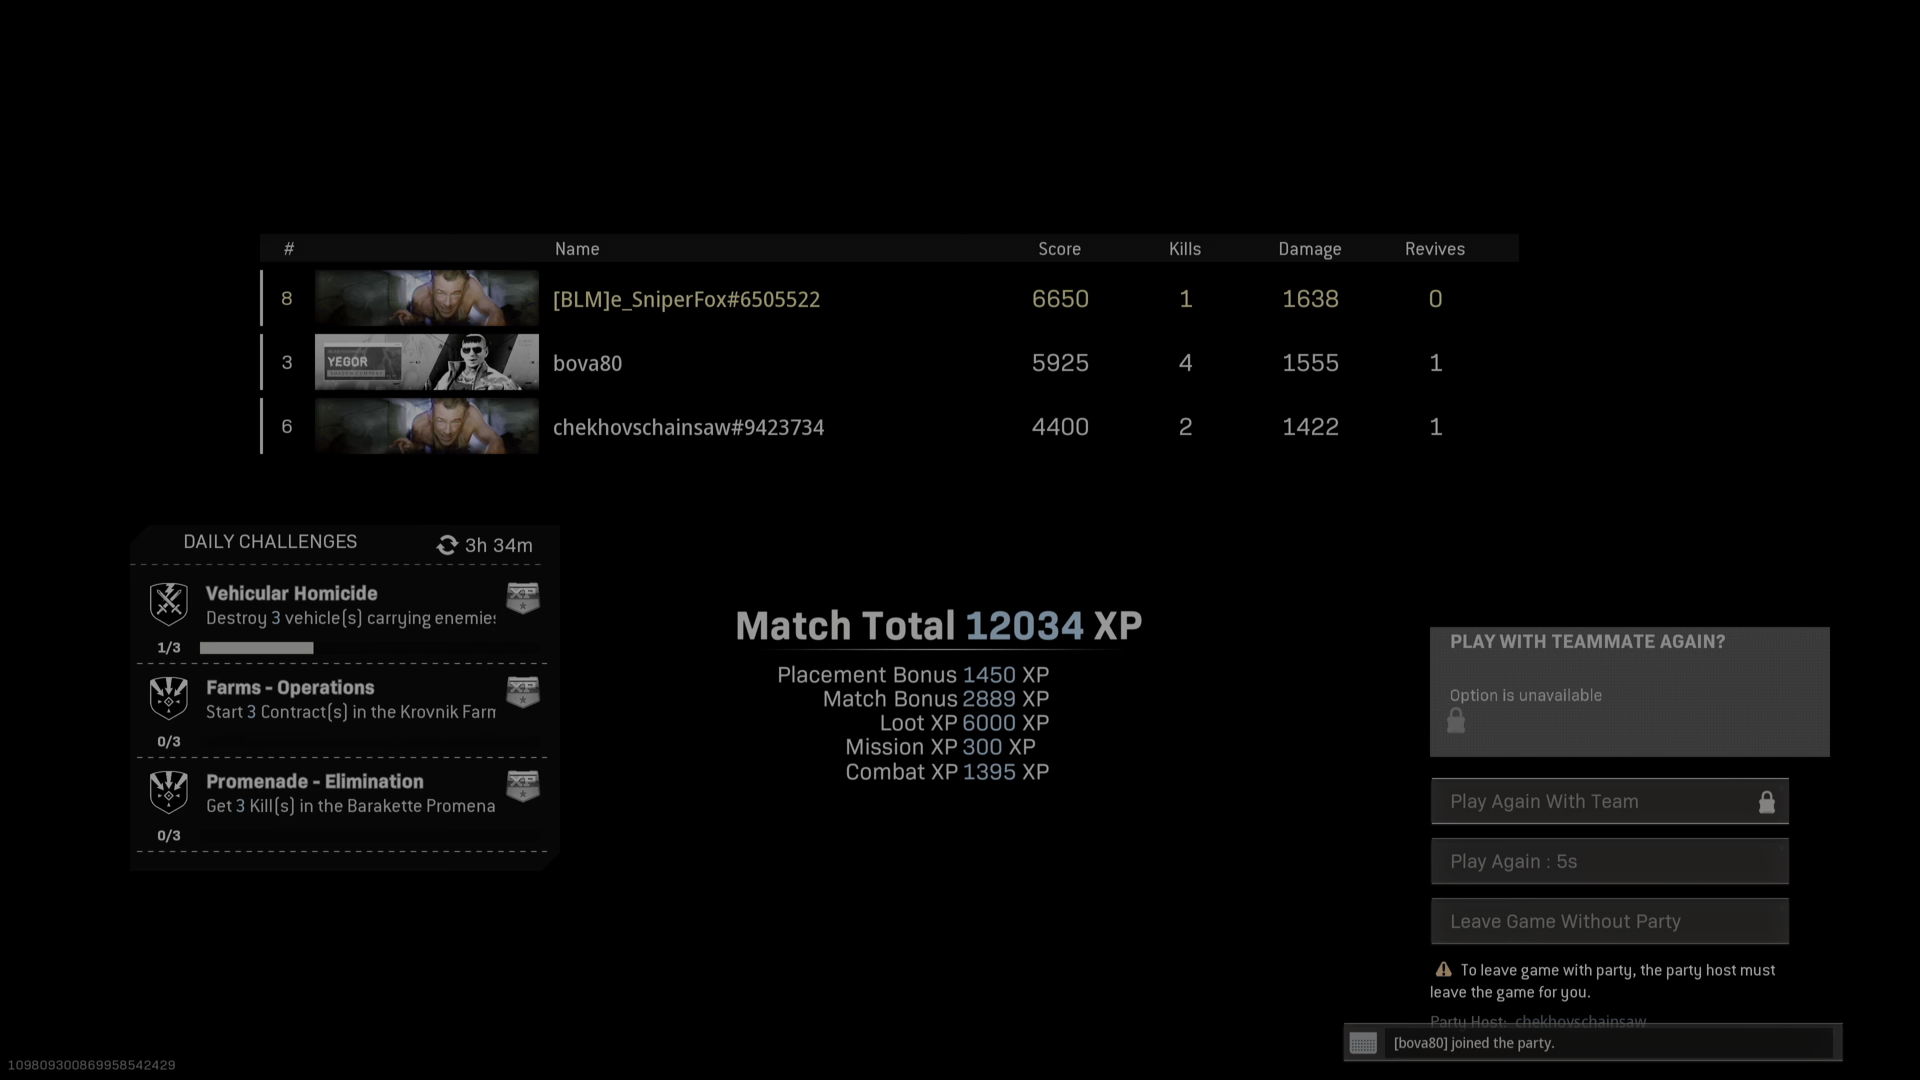 # Name Score Kills Damage Revives
8 [BLM]e_SniperFox#6505522 6650 1 1638 0
YEGOR
3 bova80 5925 4 1555 1
6 chekhovschainsaw#9423734 4400 2 1422 1
DAILY CHALLENGES 3h 34m
Vehicular Homicide
XP
Destroy 3 vehicle(s) carrying enemies
1/3
Farms - Operations
XP
Start 3 Contract(s) in the Krovnik Farm
0/3
Promenade - Elimination
XP
Get 3 Kill(s) in the Barakette Promena
0/3
Match Total 12034 XP
Placement Bonus 1450 XP
Match Bonus 2889 XP
Loot XP 6000 XP
Mission XP 300 XP
Combat XP 1395 XP
PLAY WITH TEAMMATE AGAIN?
Option is unavailable
Play Again With Team
Play Again : 5s
Leave Game Without Party
To leave game with party, the party host must
leave the game for you.
Party Host: chekhovschainsaw
[bova80] joined the party.
109809300869958542429